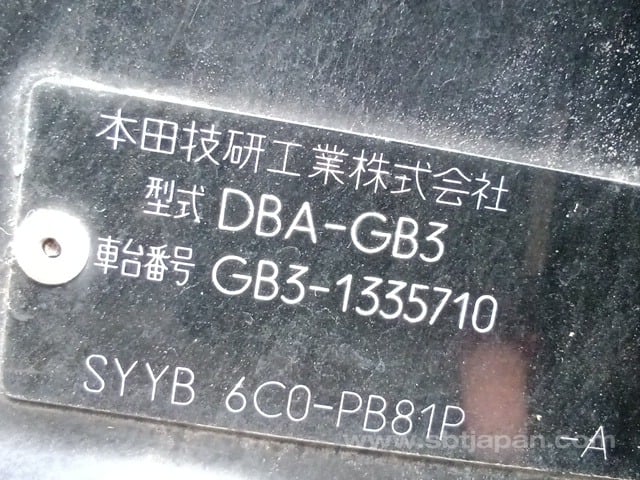 本田技研工業株式会社
型式 DBA-GB3
車台番号 GB3-1335710
SYYB 6C0-PB81P -A
www.sbtjapan.com